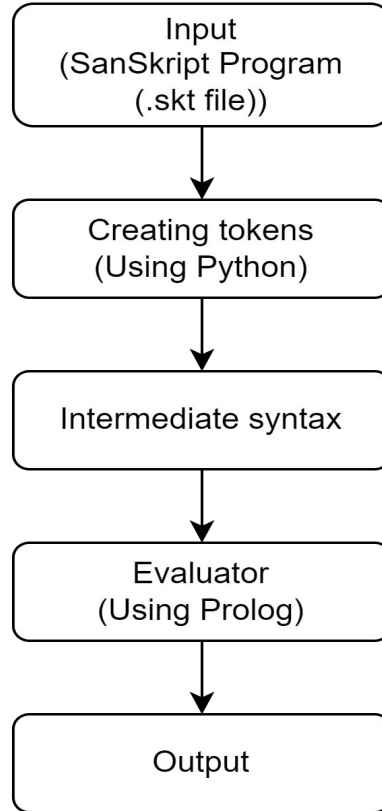 Input
(SanSkript Program
(.skt file))
Creating tokens
(Using Python)
Intermediate syntax
Evaluator
(Using Prolog)
Output